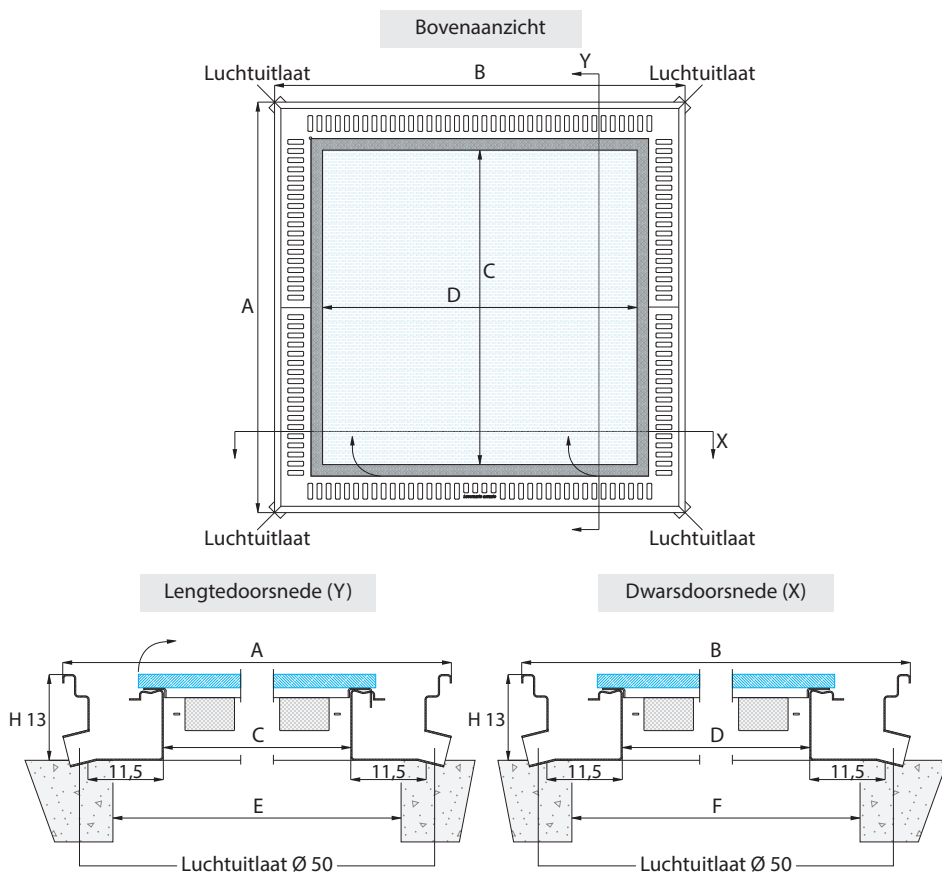 Bovenaanzicht
Y
Luchtuitlaat
B
Luchtuitlaat
C
A
D
X
Luchtuitlaat
Luchtuitlaat
Lengtedoorsnede (Y)
Dwarsdoorsnede (X)
A
B
H 13
C
H 13
D
11,5
11,5
11,5
11,5
E
F
Luchtuitlaat Ø 50
Luchtuitlaat Ø 50